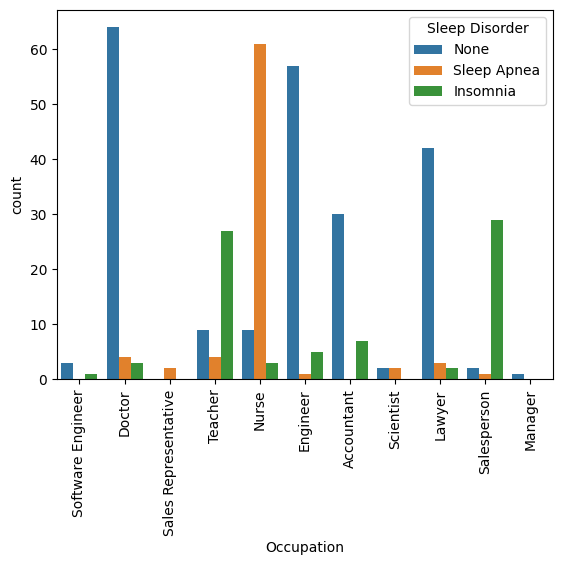 Sleep Disorder
None
Sleep Apnea
Insomnia
count
60
50
40
30
20
10
0
Software Engineer
Doctor
Sales Representative
Teacher
Nurse
Engineer
Accountant
Scientist
Lawyer
Salesperson
Manager
Occupation